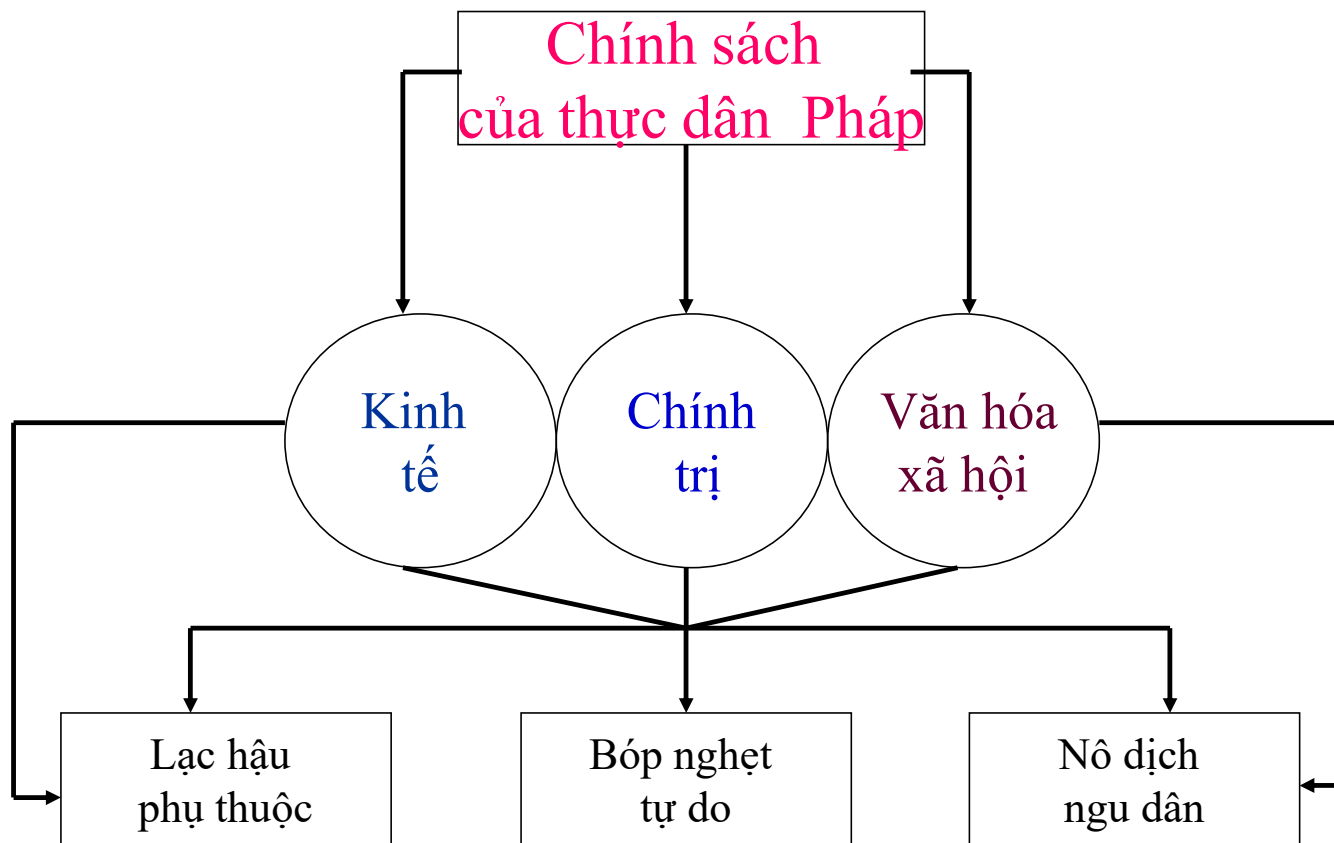 Chính sách
của thực dân Pháp
Kinh
tế
Chính
trị
Văn hóa
xã hội
Lạc hậu
phụ thuộc
Bóp nghẹt
tự do
Nô dịch
ngu dân